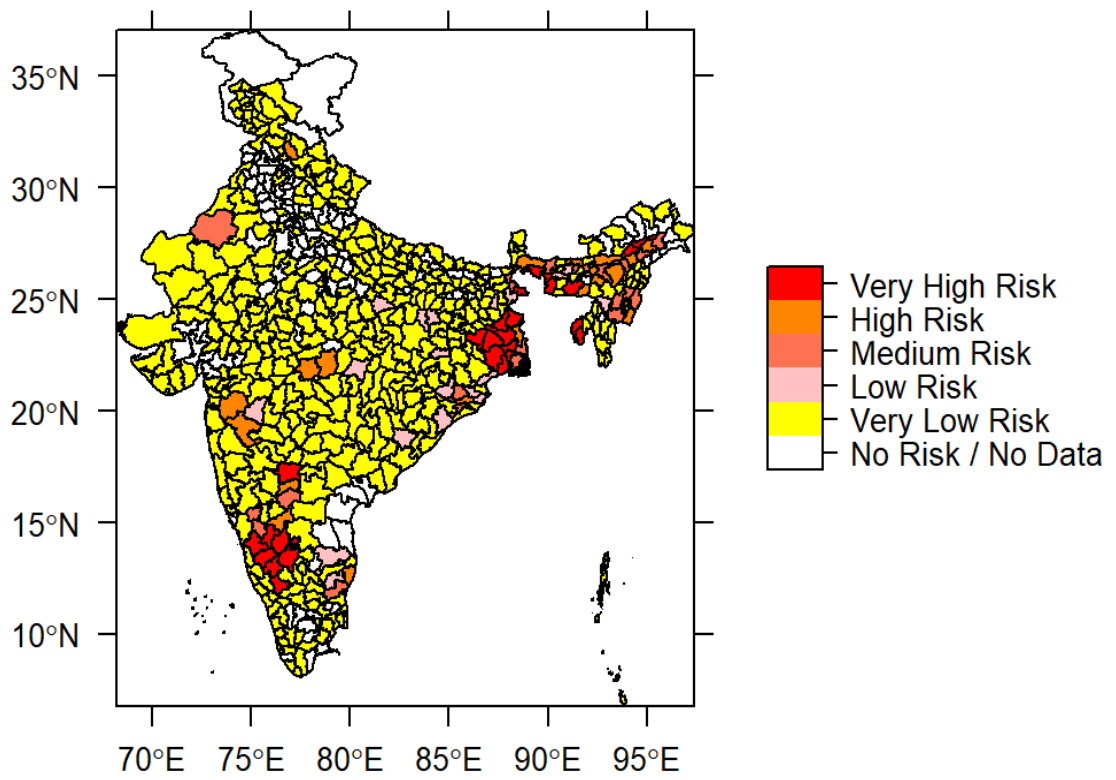 35°N
30°N
25°N
20°N
15°N
10°N
70°E 75°E 80°E 85°E 90°E 95°E
Very High Risk
High Risk
Medium Risk
Low Risk
Very Low Risk
No Risk / No Data